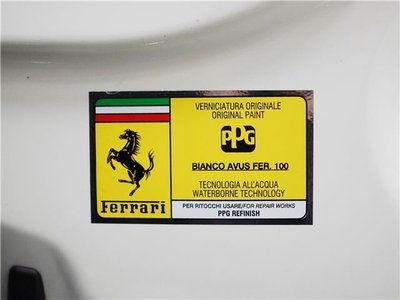 VERNICIATURA ORIGINALE
ORIGINAL PAINT
PPG
BIANCO AVUS FER. 100
TECNOLOGIA ALL'ACQUA
WATERBORNE TECHNOLOGY
Ferrari
PER RITOCCHI USARE/FOR REPAIR WORKS
PPG REFINISH